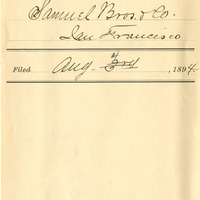 Samuel Bros. & Co.
San Francisco
Filed Aug. 3rd, 1894.